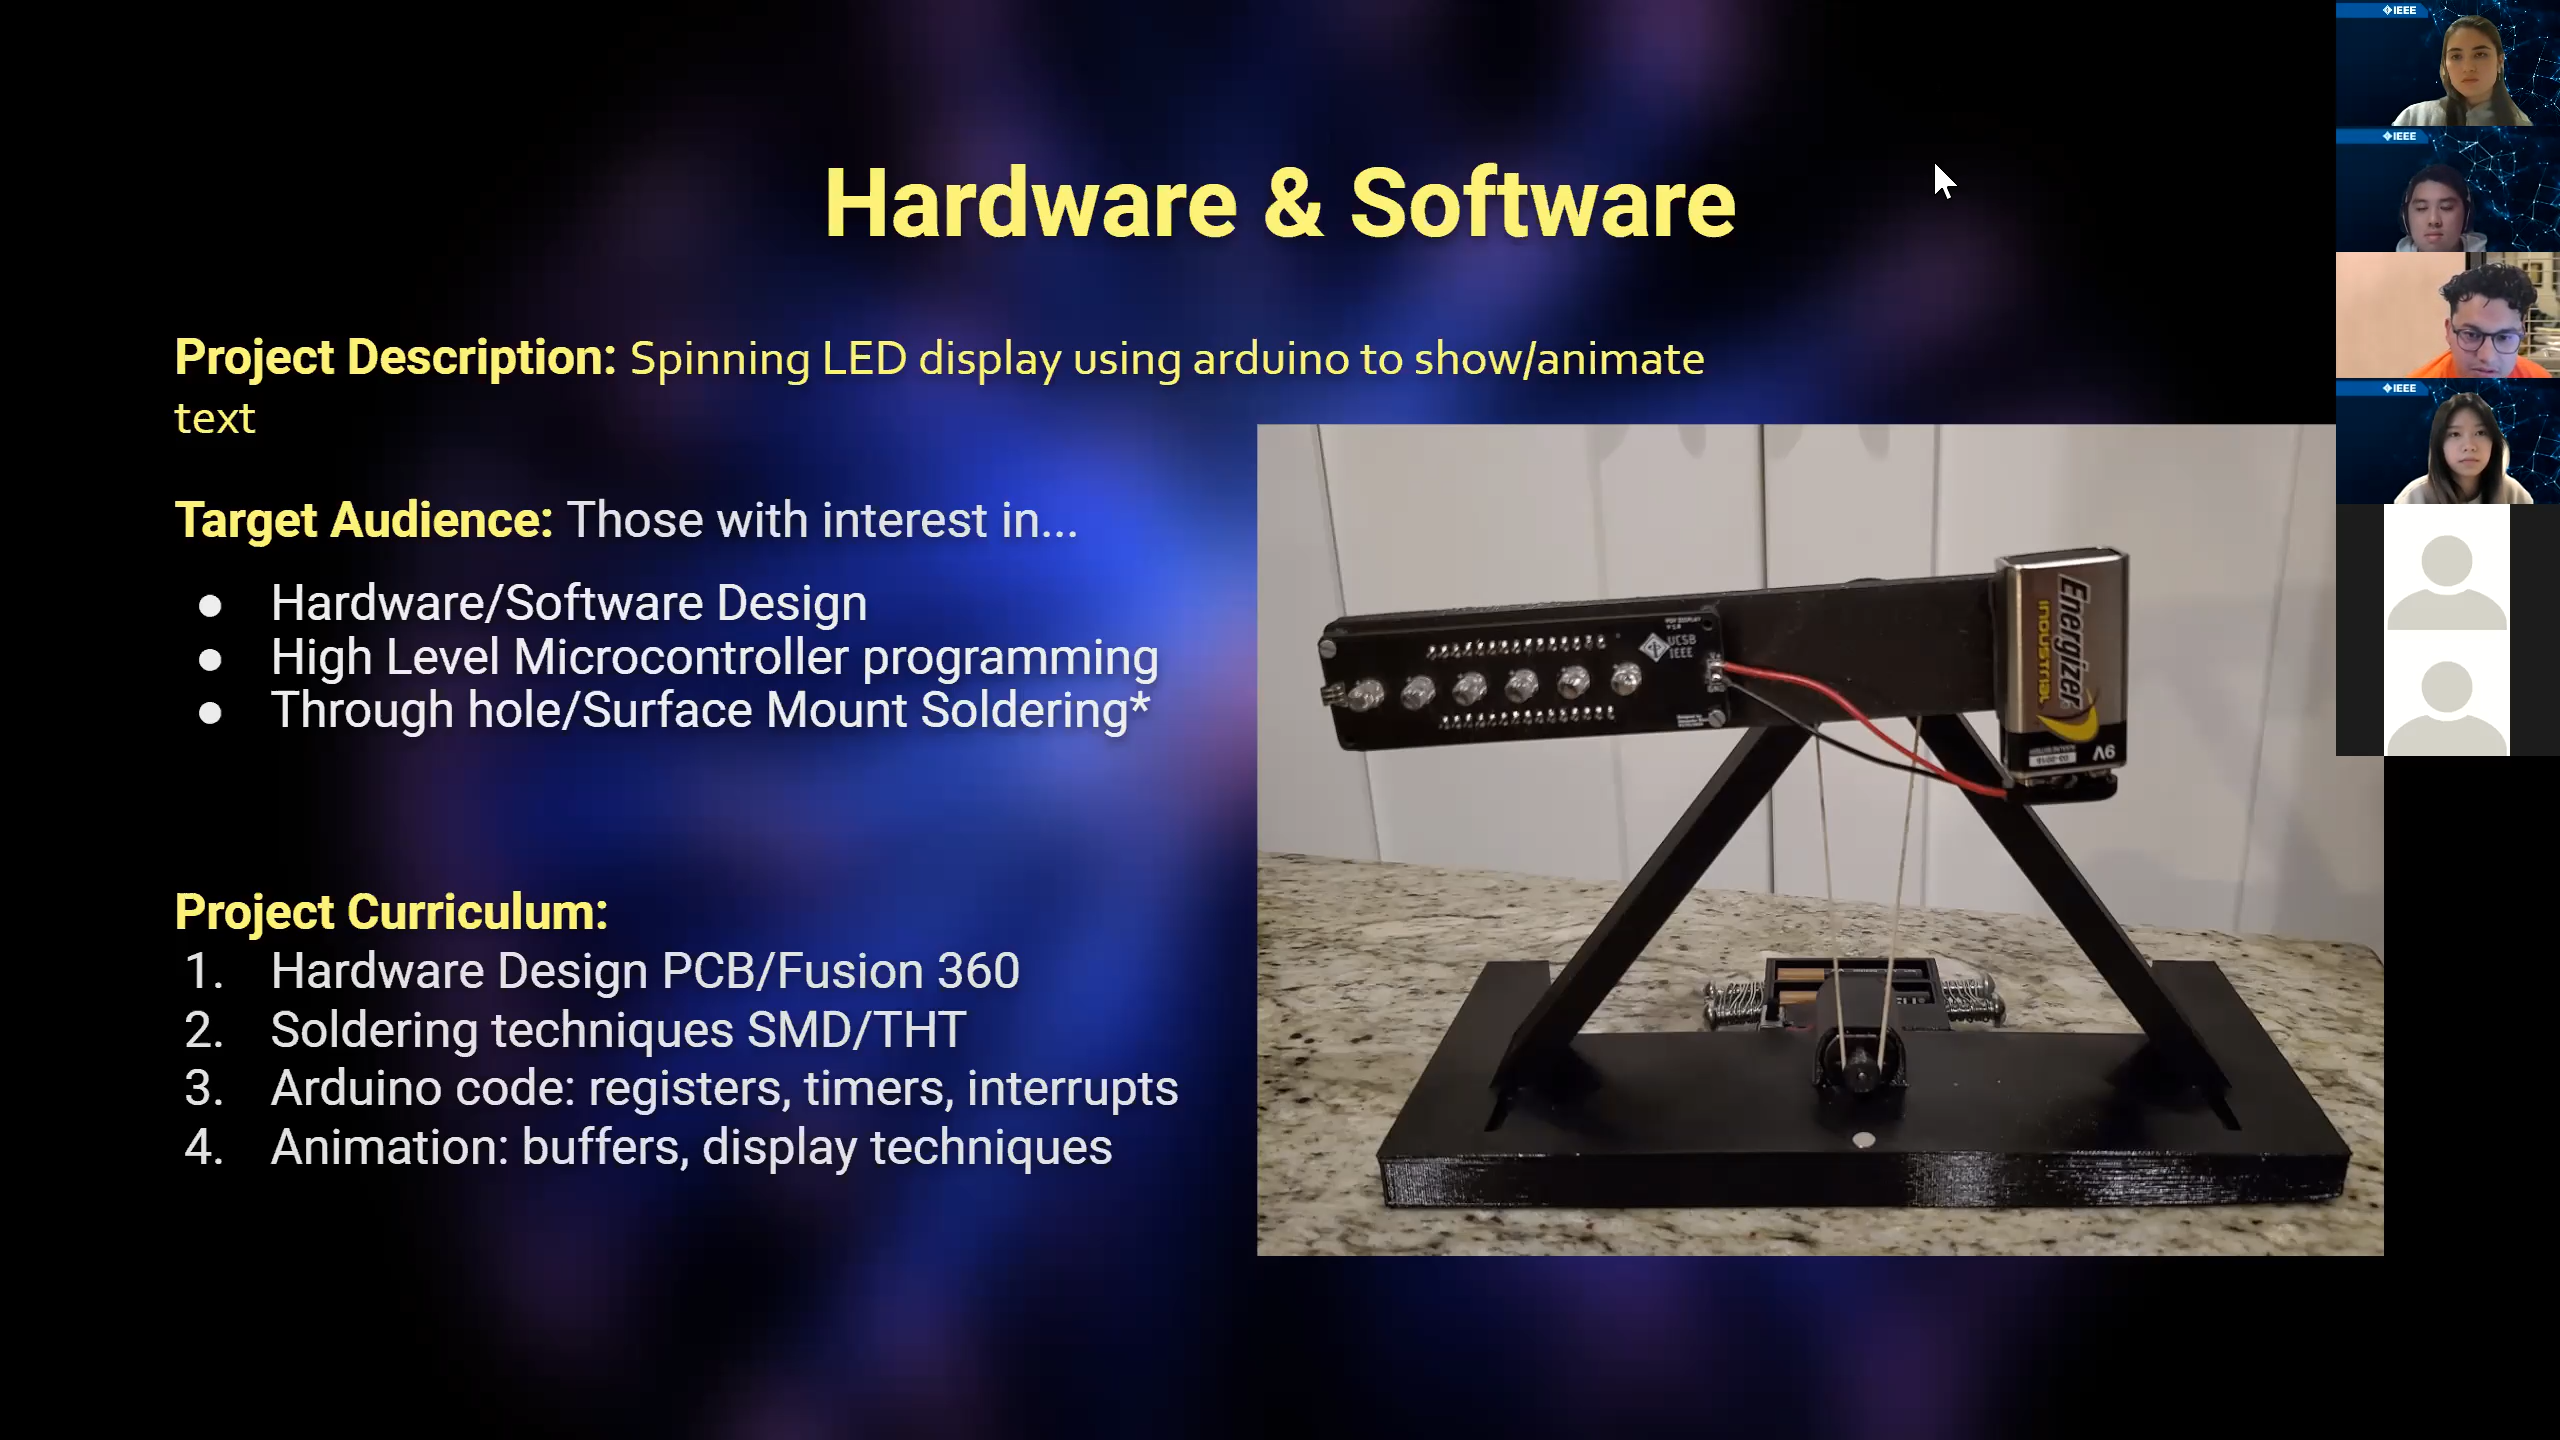 Hardware & Software
Project Description: Spinning LED display using arduino to show/animate
text
Target Audience: Those with interest in...
● Hardware/Software Design
● High Level Microcontroller programming
● Through hole/Surface Mount Soldering*
Project Curriculum:
1. Hardware Design PCB/Fusion 360
2. Soldering techniques SMD/THT
3. Arduino code: registers, timers, interrupts
4. Animation: buffers, display techniques
UCSB
IEEE
Energizer
INDUSTRIAL
9V
IEEE
IEEE
IEEE